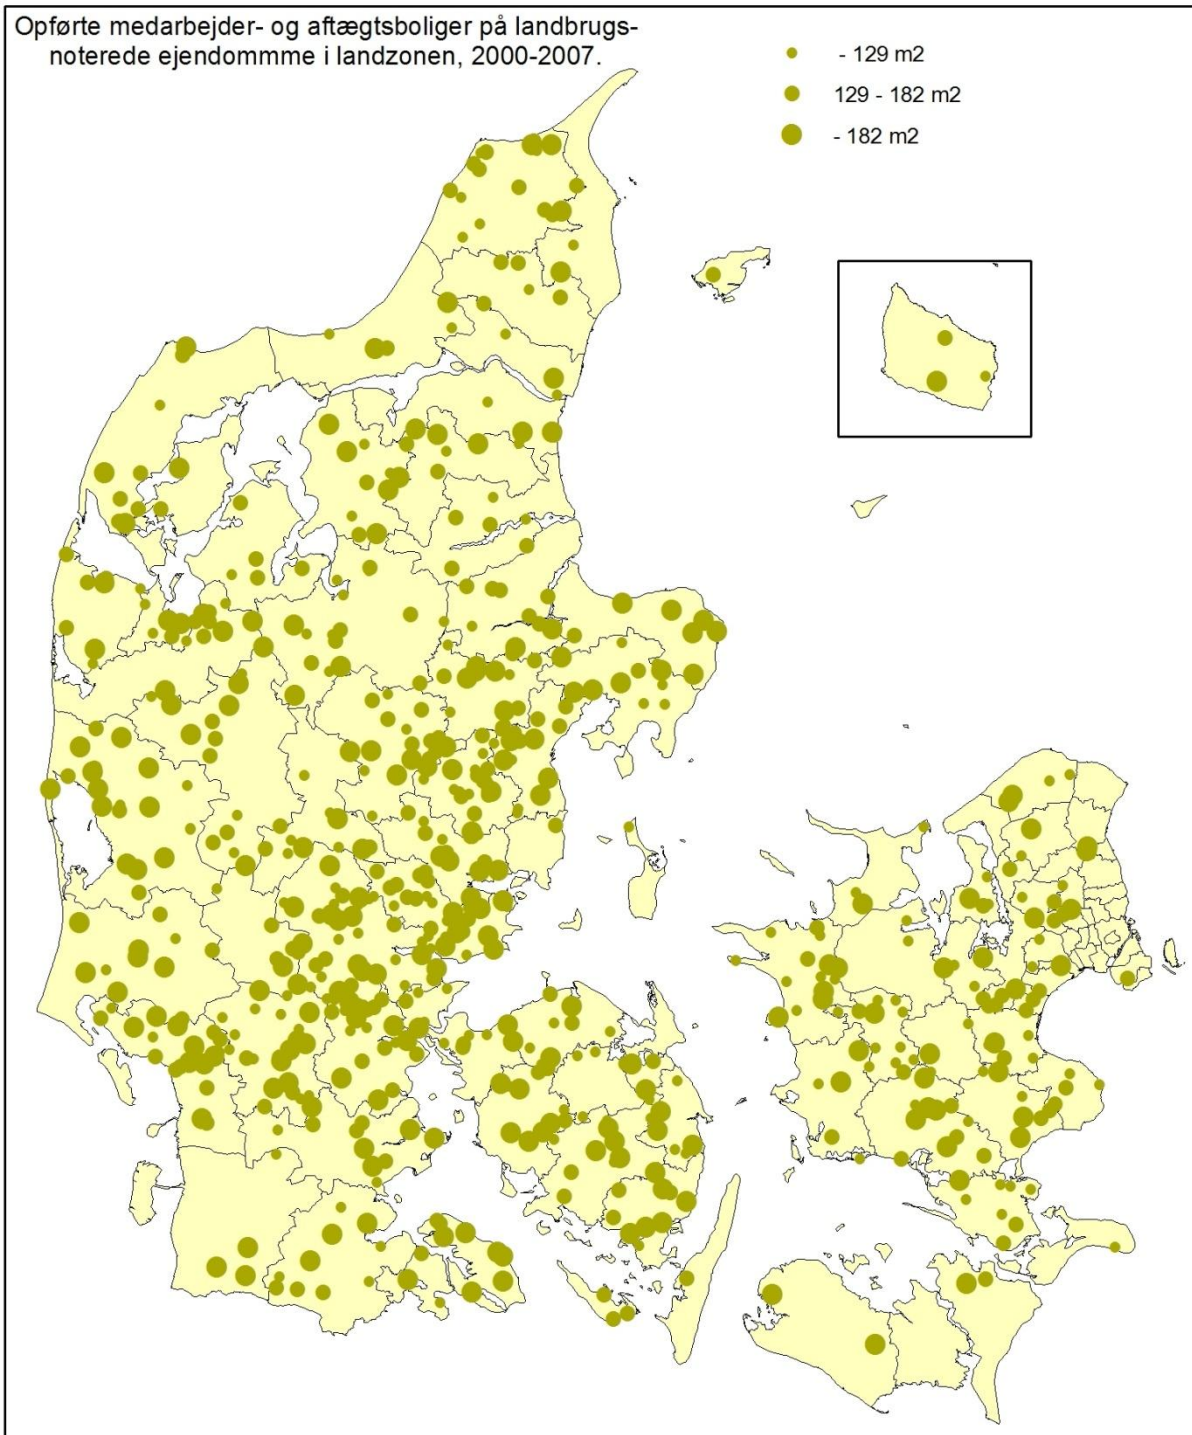 Opførte medarbejder- og aftægtsboliger på landbrugs-
noterede ejendommme i landzonen, 2000-2007.
- 129 m2
129 - 182 m2
- 182 m2